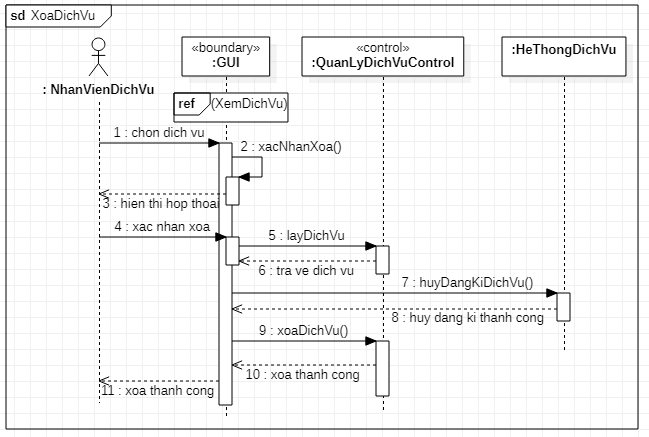 sd XoaDichVu
«boundary»
:GUI
«control»
:QuanLyDichVuControl
:HeThongDichVu
: NhanVienDichVu
ref (XemDichVu)
1 : chon dich vu
2 : xacNhanXoa()
3 : hien thi hop thoai
4 : xac nhan xoa
5 : layDichVu
6 : tra ve dich vu
7 : huyDangKiDichVu()
8 : huy dang ki thanh cong
9 : xoaDichVu()
10 : xoa thanh cong
11 : xoa thanh cong